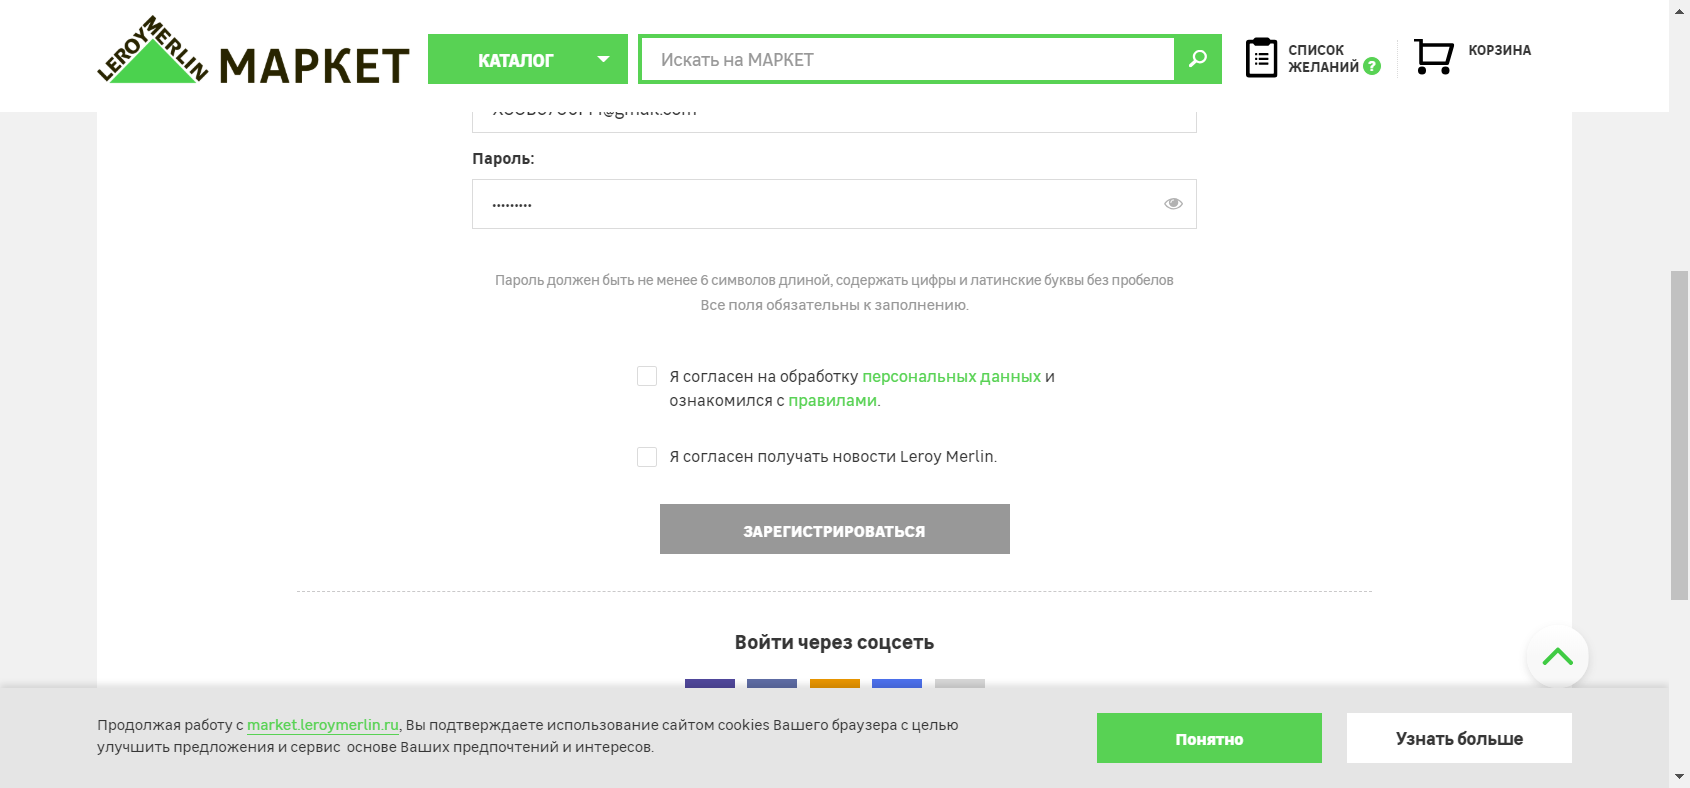 LEROY MERLIN МАРКЕТ
КАТАЛОГ
Искать на МАРКЕТ
СПИСОК
ЖЕЛАНИЙ ?
КОРЗИНА
Пароль:
•••••••••
Пароль должен быть не менее 6 символов длиной, содержать цифры и латинские буквы без пробелов
Все поля обязательны к заполнению.
Я согласен на обработку персональных данных и
ознакомился с правилами.
Я согласен получать новости Leroy Merlin.
ЗАРЕГИСТРИРОВАТЬСЯ
Войти через соцсеть
Продолжая работу с market.leroymerlin.ru, Вы подтверждаете использование сайтом cookies Вашего браузера с целью
улучшить предложения и сервис основе Ваших предпочтений и интересов.
Понятно
Узнать больше